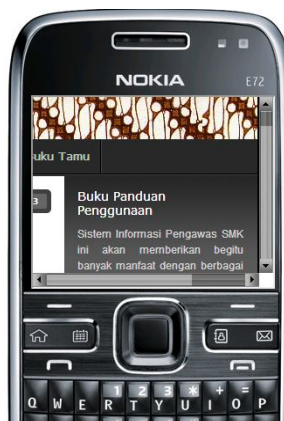 NOKIA
E72
uku Tamu
3
Buku Panduan
Penggunaan
Sistem Informasi Pengawas SMK
ini akan memberikan begitu
banyak manfaat dengan berbagai
1 2 3 * + =
Q W E R T Y U I O P